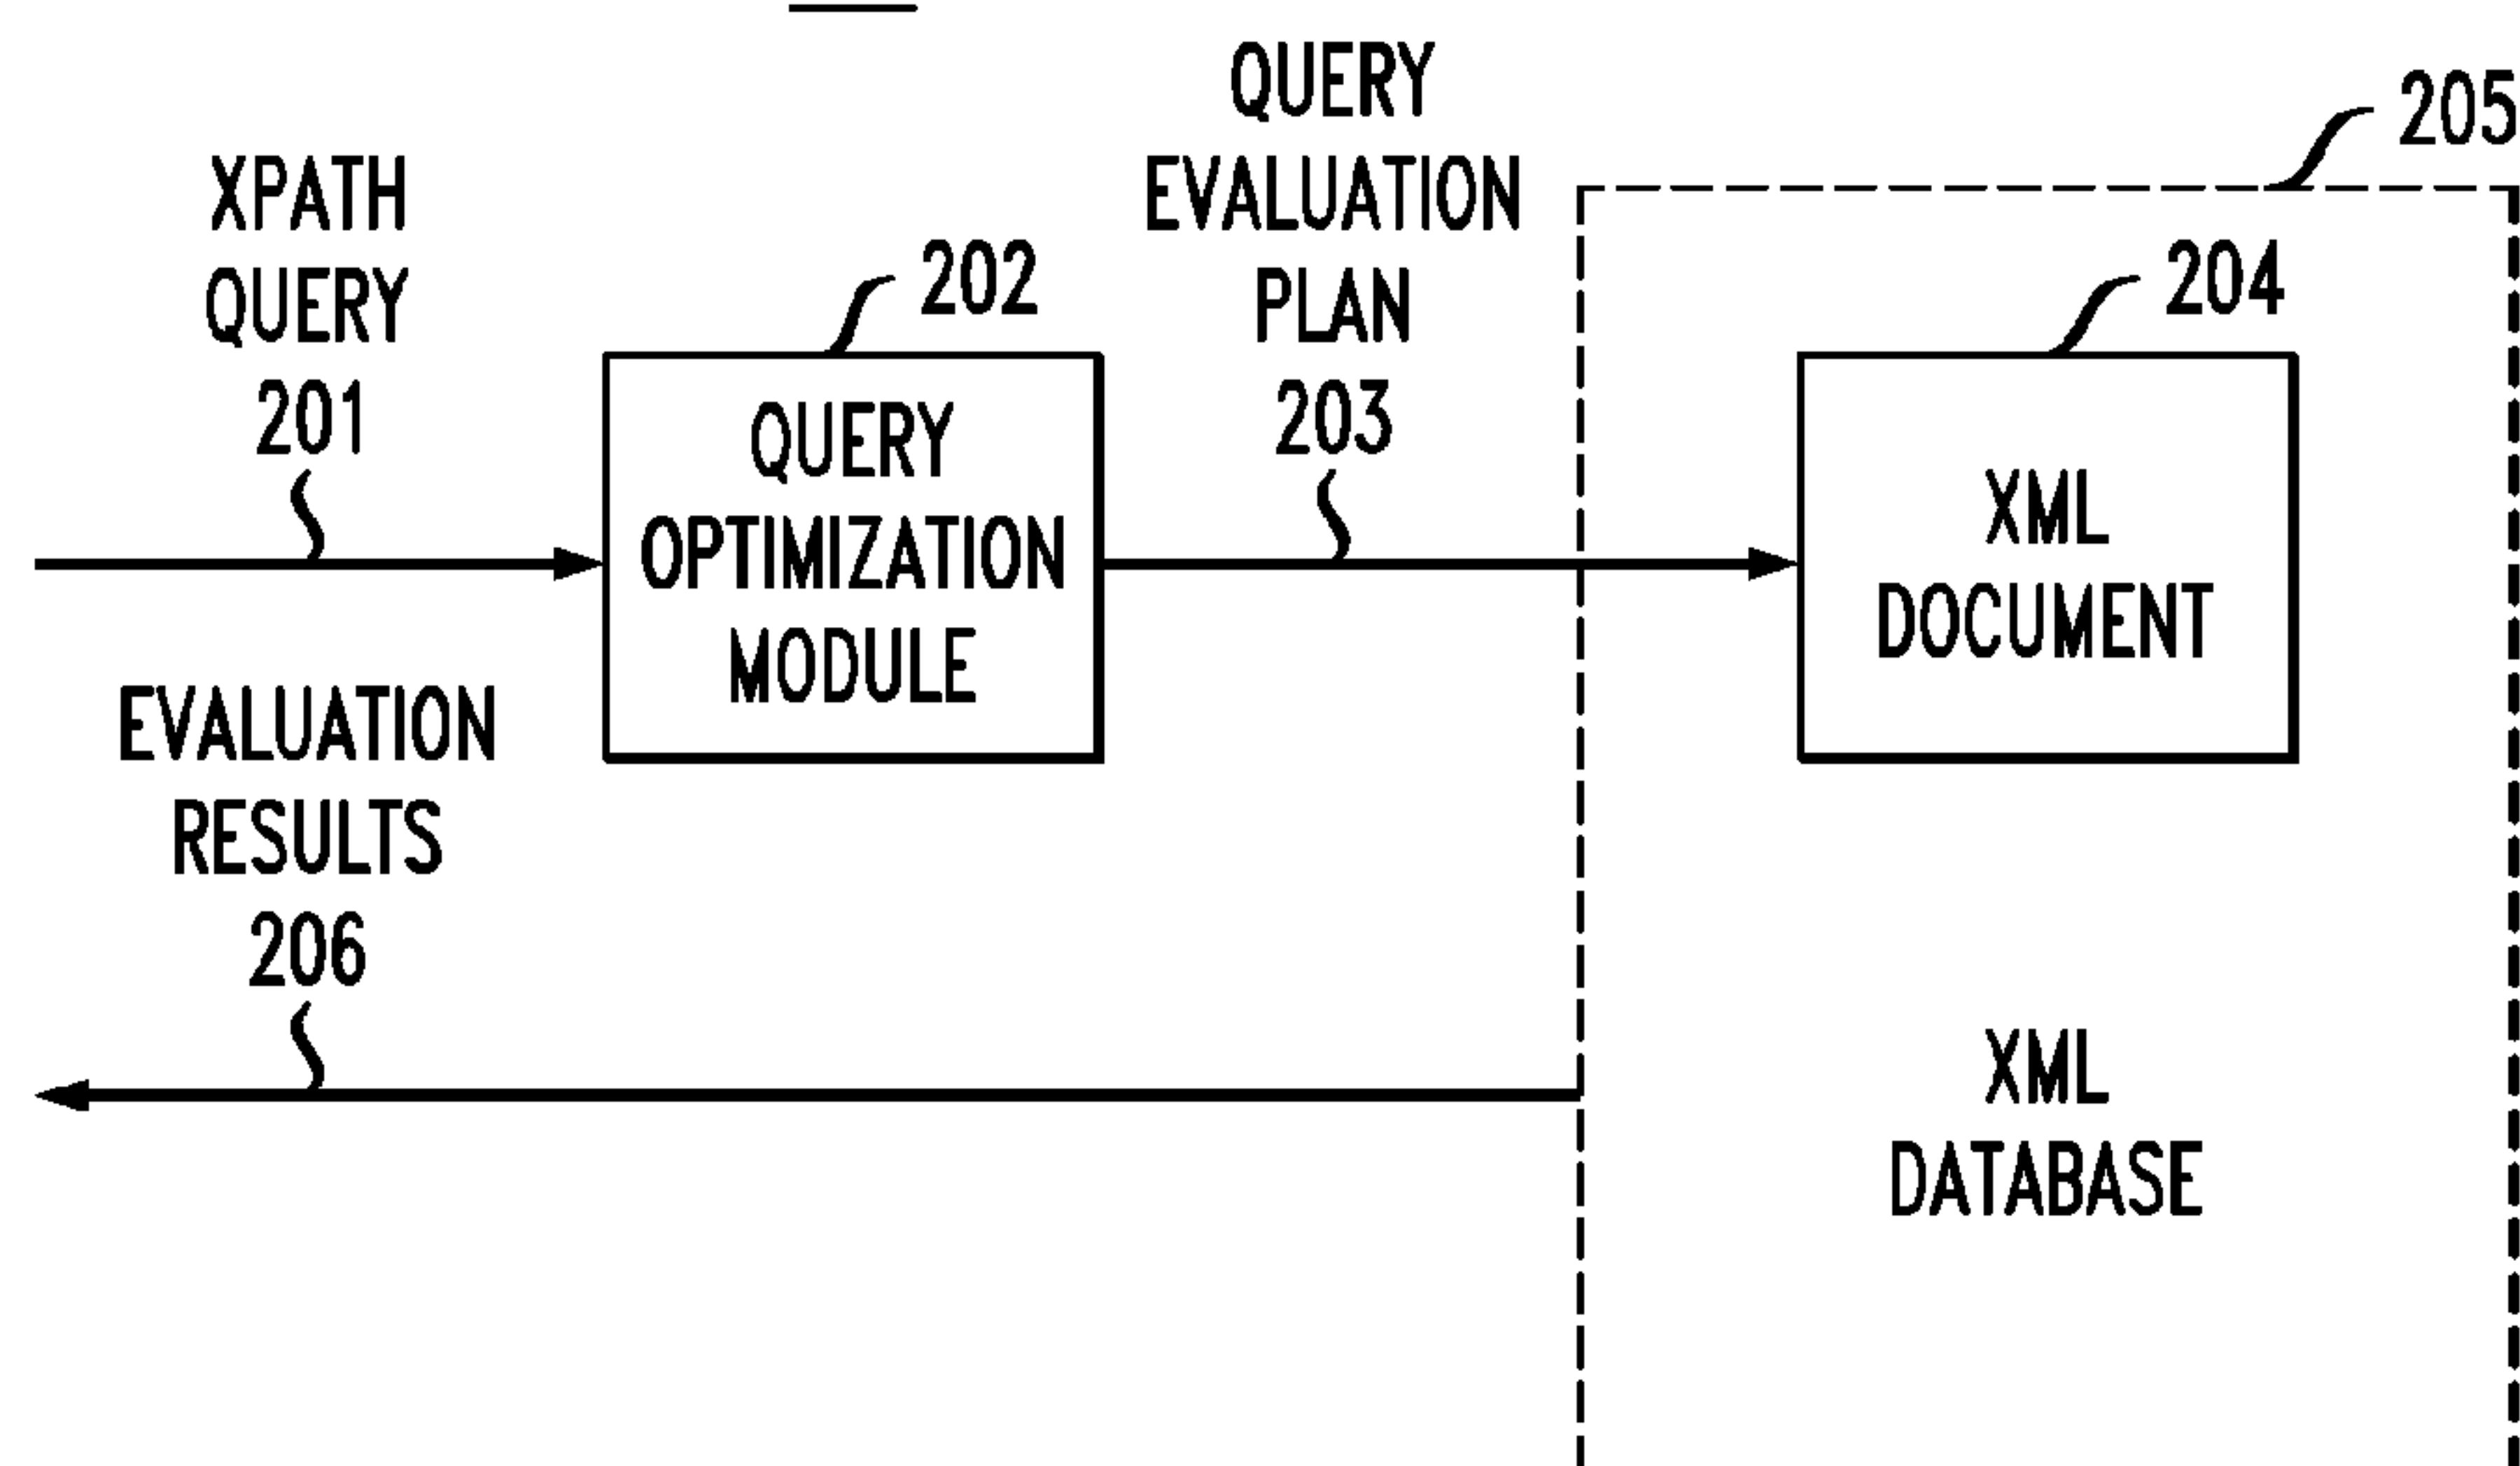 XPATH
QUERY
201
202
QUERY
OPTIMIZATION
MODULE
QUERY
EVALUATION
PLAN
203
205
204
XML
DOCUMENT
EVALUATION
RESULTS
206
XML
DATABASE